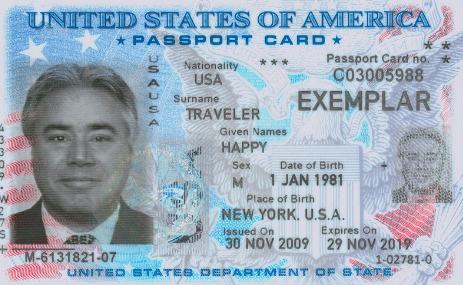 UNITED STATES OF AMERICA
★ PASSPORT CARD ★
USA USA
Nationality
USA
***
Passport Card no.
C03005988
Surname
TRAVELER
EXEMPLAR
Given Names
HAPPY
Sex
M
Date of Birth
1 JAN 1981
Place of Birth
NEW YORK, U.S.A.
Issued On
30 NOV 2009
Expires On
29 NOV 2019
M-6131821-07
1-02781-0
UNITED STATES DEPARTMENT OF STATE